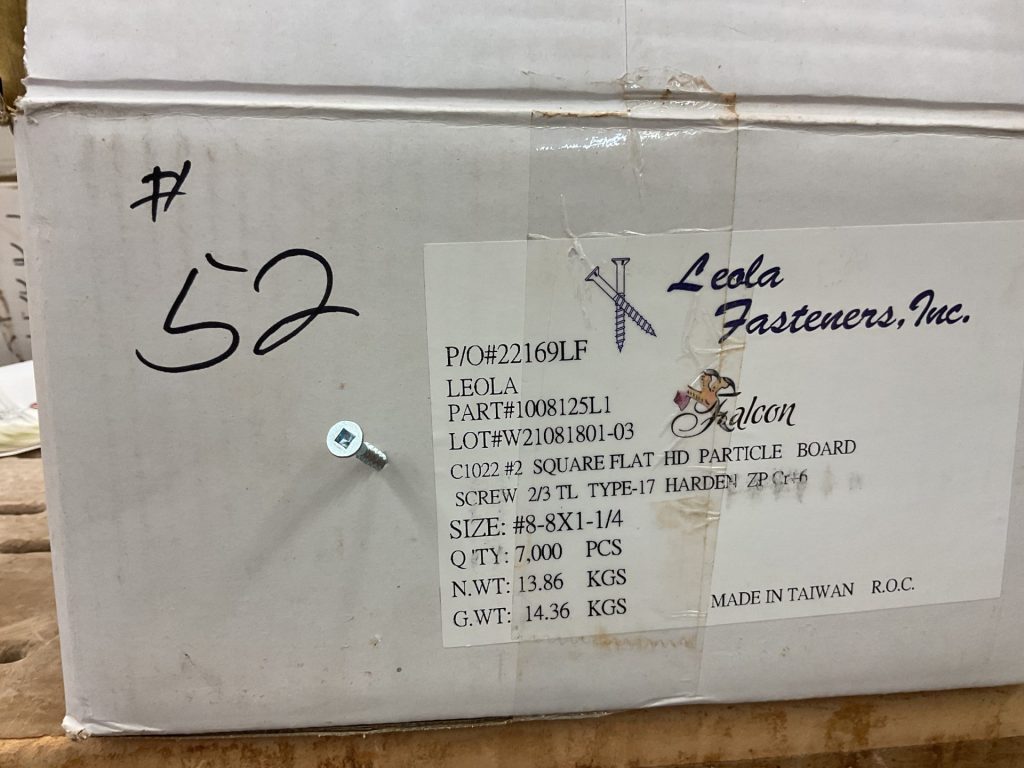 #
52
Leola
Fasteners, Inc.
P/O#22169LF
LEOLA
PART#1008125L1
Falcon
LOT#W21081801-03
C1022 #2 SQUARE FLAT HD PARTICLE BOARD
SCREW 2/3 TL TYPE-17 HARDEN ZP Cr+6
SIZE: #8-8X1-1/4
Q'TY: 7,000 PCS
N.WT: 13.86 KGS
G.WT: 14.36 KGS
MADE IN TAIWAN R.O.C.